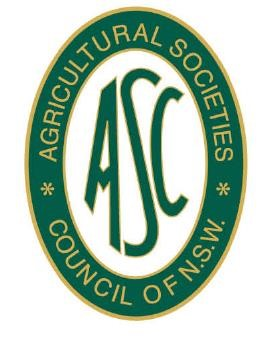 AGRICULTURAL SOCIETIES
ASC
* COUNCIL OF N.S.W. *